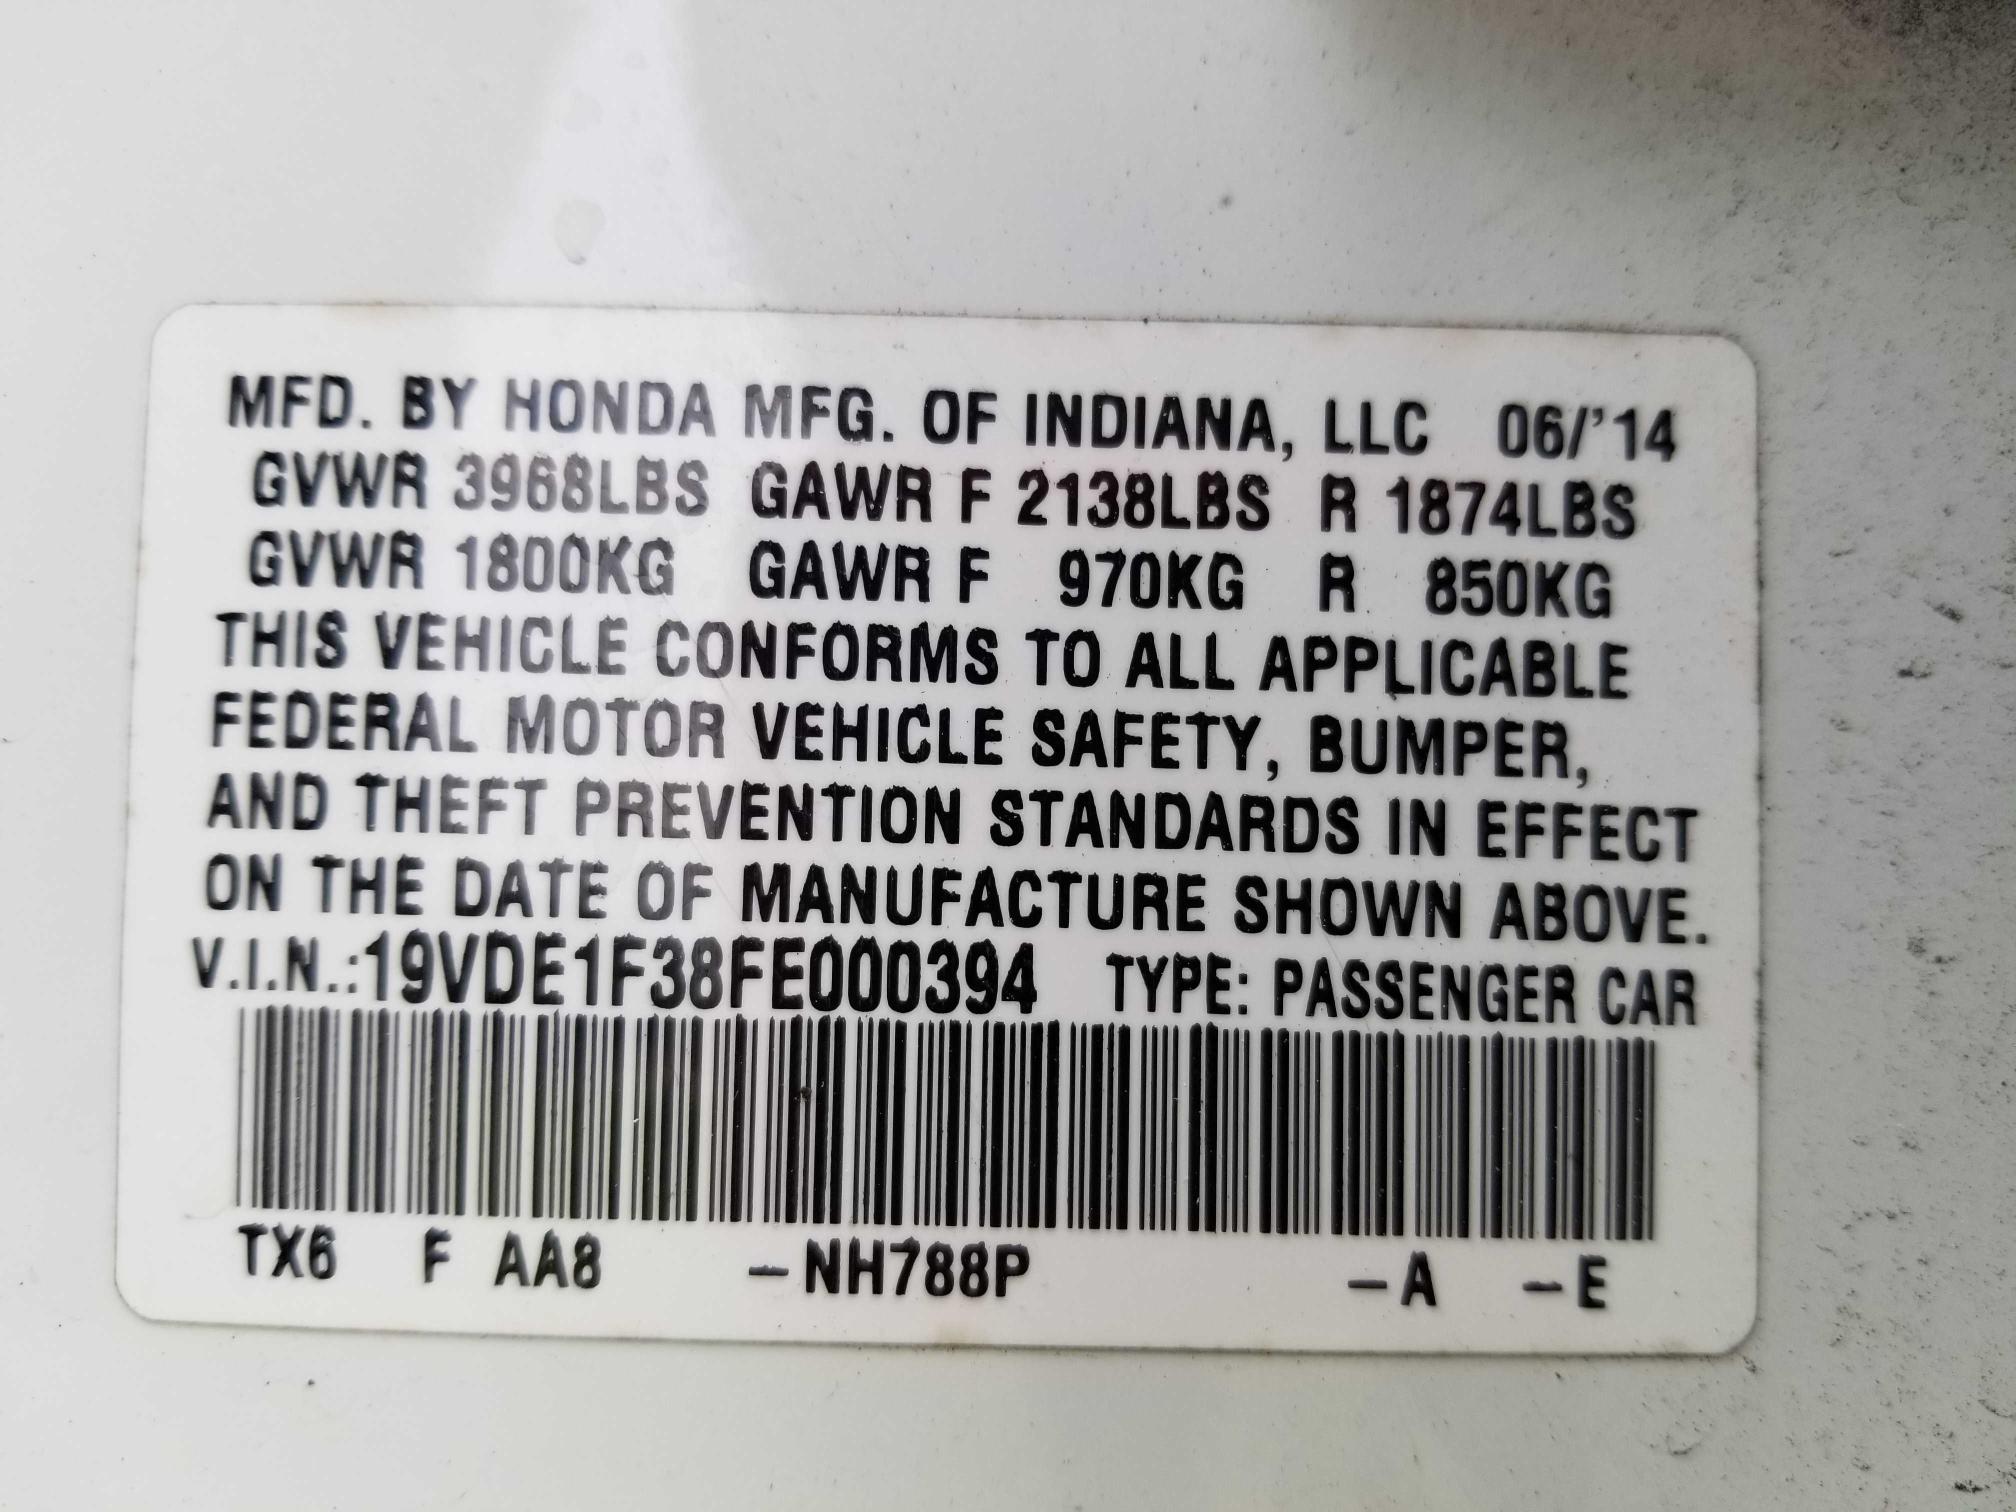 MFD. BY HONDA MFG. OF INDIANA, LLC 06/'14
GVWR 3968LBS GAWR F 2138LBS R 1874LBS
GVWR 1800KG GAWR F 970KG R 850KG
THIS VEHICLE CONFORMS TO ALL APPLICABLE
FEDERAL MOTOR VEHICLE SAFETY, BUMPER,
AND THEFT PREVENTION STANDARDS IN EFFECT
ON THE DATE OF MANUFACTURE SHOWN ABOVE.
V.I.N.:19VDE1F38FE000394 TYPE: PASSENGER CAR
TX6 F AA8 –NH788P –A –E